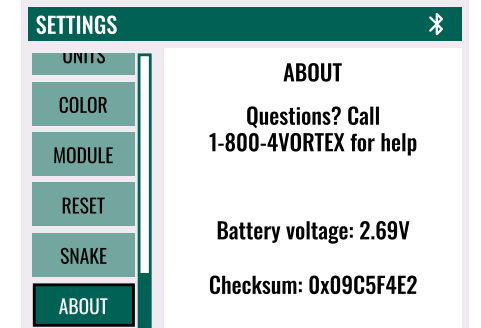 SETTINGS
UNITS
COLOR
MODULE
RESET
SNAKE
ABOUT
ABOUT
Questions? Call
1-800-4VORTEX for help
Battery voltage: 2.69V
Checksum: 0x09C5F4E2